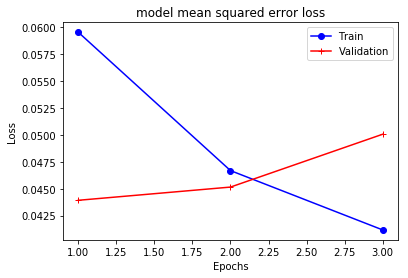 model mean squared error loss
Train
Validation
0.0600
0.0575
0.0550
0.0525
0.0500
0.0475
0.0450
0.0425
Loss
1.00 1.25 1.50 1.75 2.00 2.25 2.50 2.75 3.00
Epochs